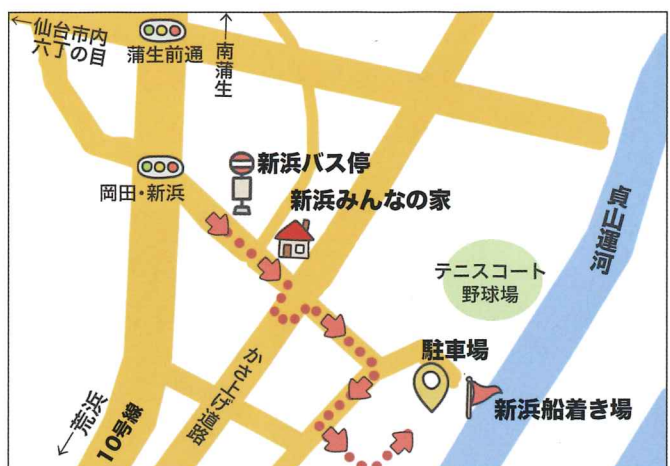 仙台市内
六丁の目
蒲生前通
南蒲生
岡田・新浜
新浜バス停
新浜みんなの家
貞山運河
テニスコート
野球場
駐車場
かさ上げ道路
新浜船着き場
荒浜
10号線